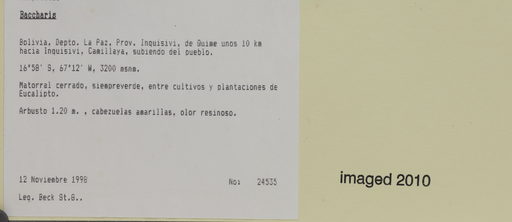 Baccharis
Bolivia. Depto. La Paz. Prov. Inquisivi, de Quime unos 10 km
hacia Inquisivi, Camillaya, subiendo del pueblo.
16°58' S, 67°12' W, 3200 msnm.
Matorral cerrado, siempreverde, entre cultivos y plantaciones de
Eucalipto.
Arbusto 1.20 m. , cabezuelas amarillas, olor resinoso.
12 Noviembre 1998 No: 24535
Leg. Beck St.G..
imaged 2010